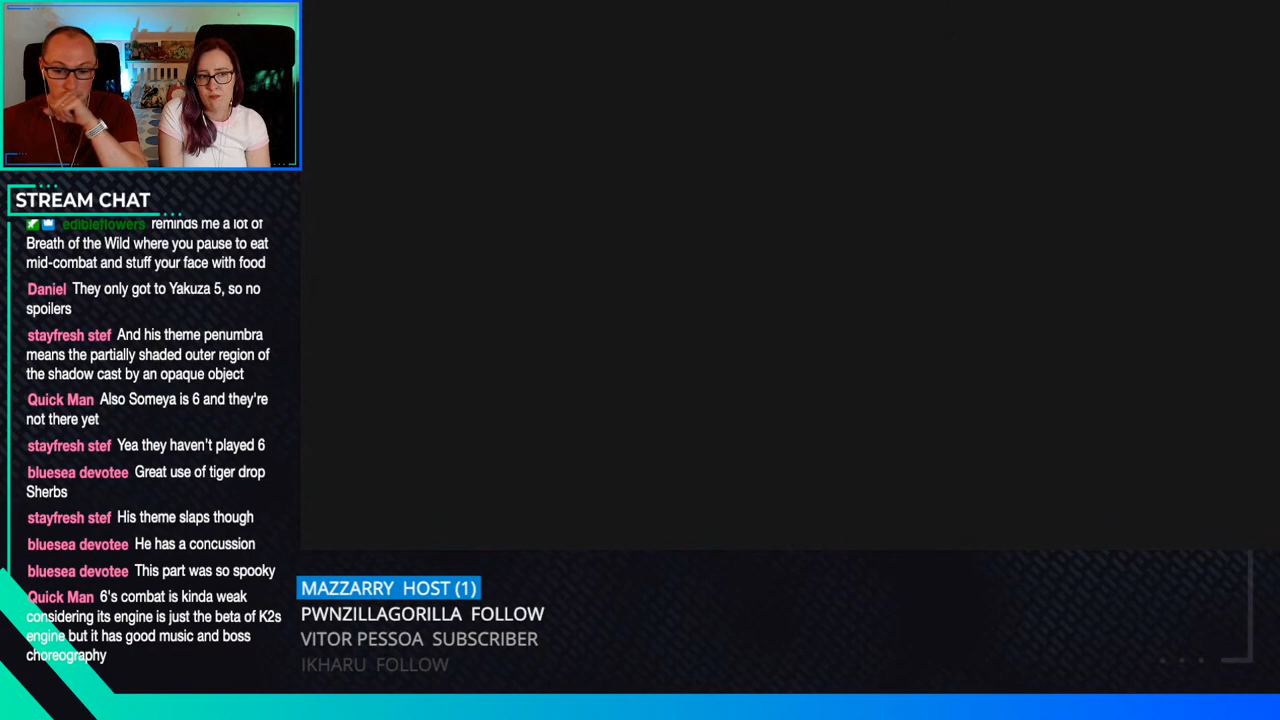 STREAM CHAT
edibleflowers reminds me a lot of
Breath of the Wild where you pause to eat
mid-combat and stuff your face with food
Daniel They only got to Yakuza 5, so no
spoilers
stayfresh stef And his theme penumbra
means the partially shaded outer region of
the shadow cast by an opaque object
Quick Man Also Someya is 6 and they're
not there yet
stayfresh stef Yea they haven't played 6
bluesea devotee Great use of tiger drop
Sherbs
stayfresh stef His theme slaps though
bluesea devotee He has a concussion
bluesea devotee This part was so spooky
Quick Man 6's combat is kinda weak
considering its engine is just the beta of K2s
engine but it has good music and boss
choreography
MAZZARRY HOST (1)
PWNZILLAGORILLA FOLLOW
VITOR PESSOA SUBSCRIBER
IKHARU FOLLOW